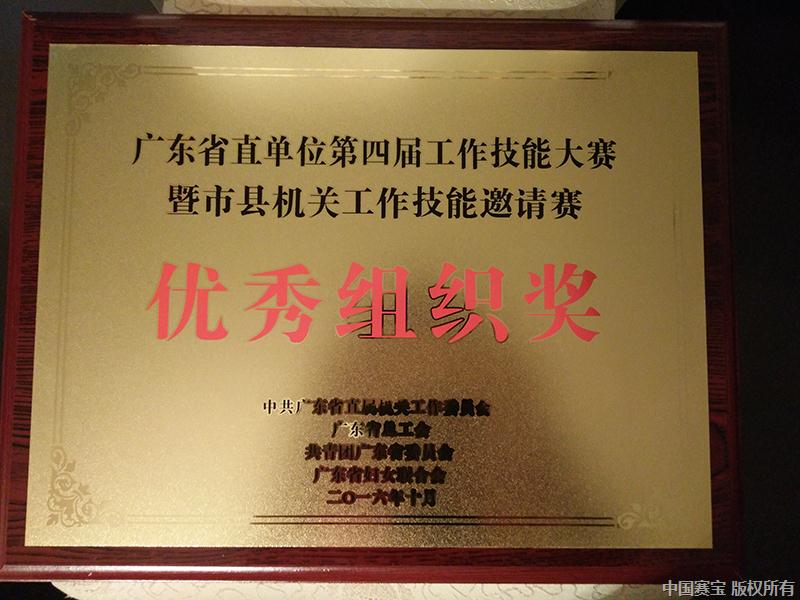 广东省直单位第四届工作技能大赛
暨市县机关工作技能邀请赛
优秀组织奖
中共广东省直属机关工作委员会
广东省总工会
共青团广东省委员会
广东省妇女联合会
二〇一六年十月
中国赛宝 版权所有